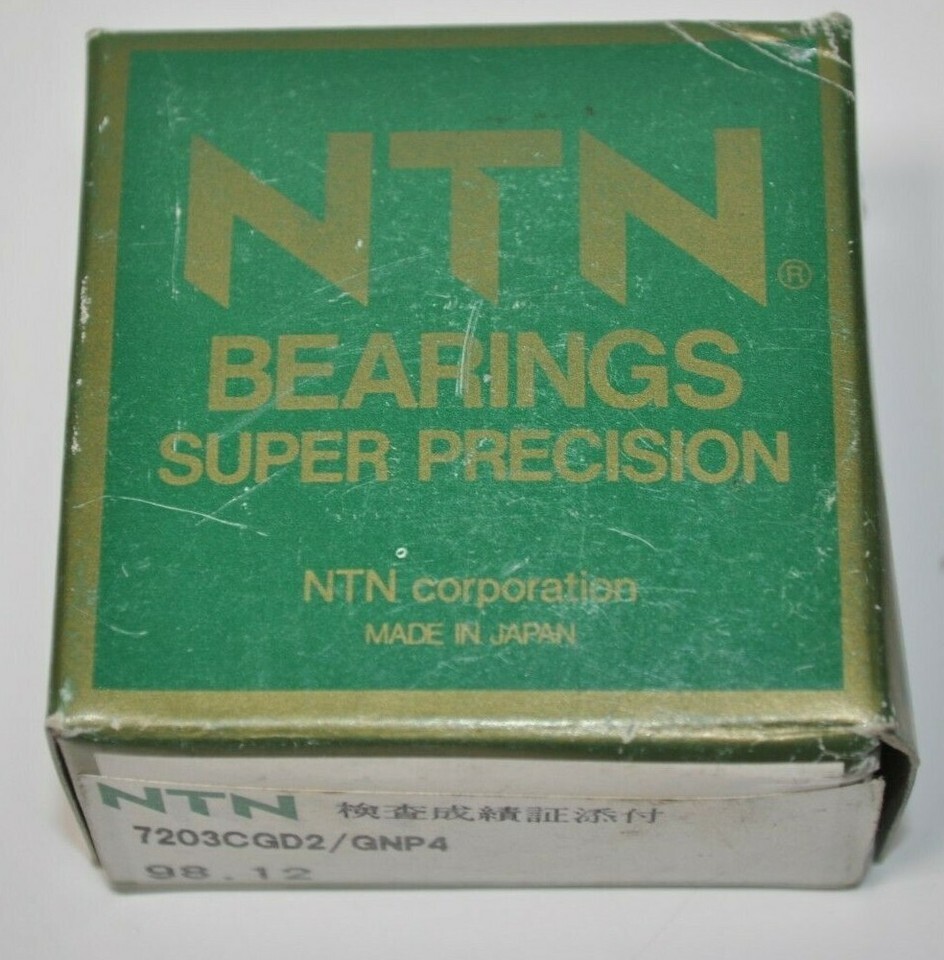 NTN®
BEARINGS
SUPER PRECISION
NTN corporation
MADE IN JAPAN
NTN 検査成績証添付
7203CGD2/GNP4
98.12